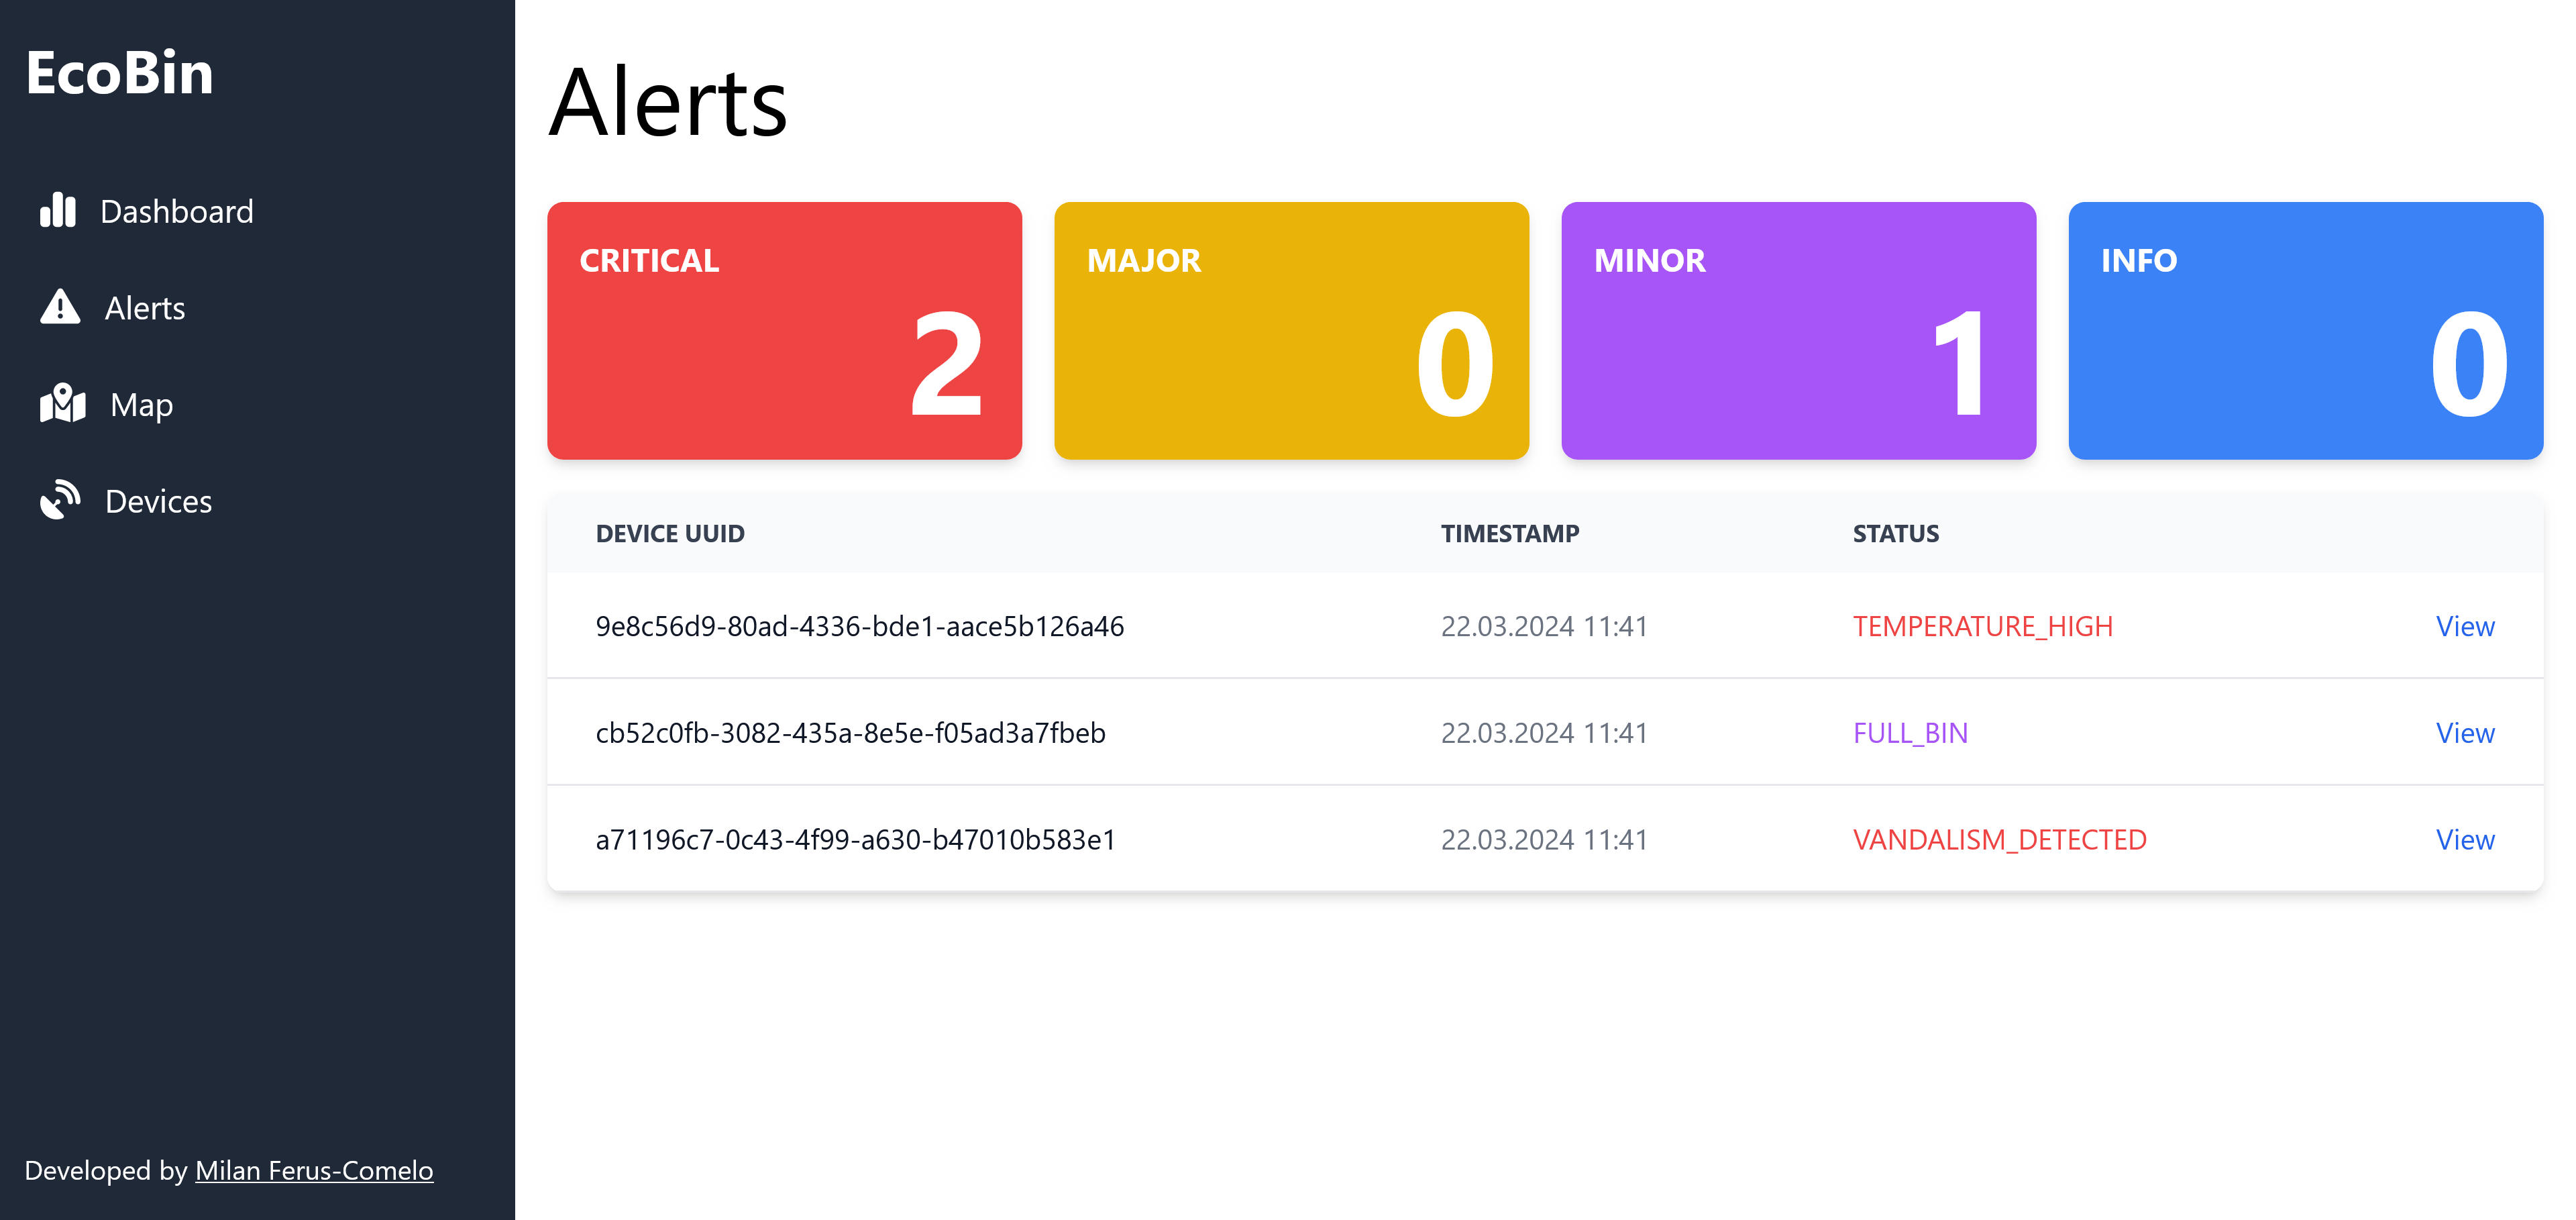 EcoBin
Dashboard
Alerts
Map
Devices
Developed by Milan Ferus-Comelo
Alerts
CRITICAL
2
MAJOR
0
MINOR
1
INFO
0
DEVICE UUID TIMESTAMP STATUS
9e8c56d9-80ad-4336-bde1-aace5b126a46 22.03.2024 11:41 TEMPERATURE_HIGH View
cb52c0fb-3082-435a-8e5e-f05ad3a7fbeb 22.03.2024 11:41 FULL_BIN View
a71196c7-0c43-4f99-a630-b47010b583e1 22.03.2024 11:41 VANDALISM_DETECTED View